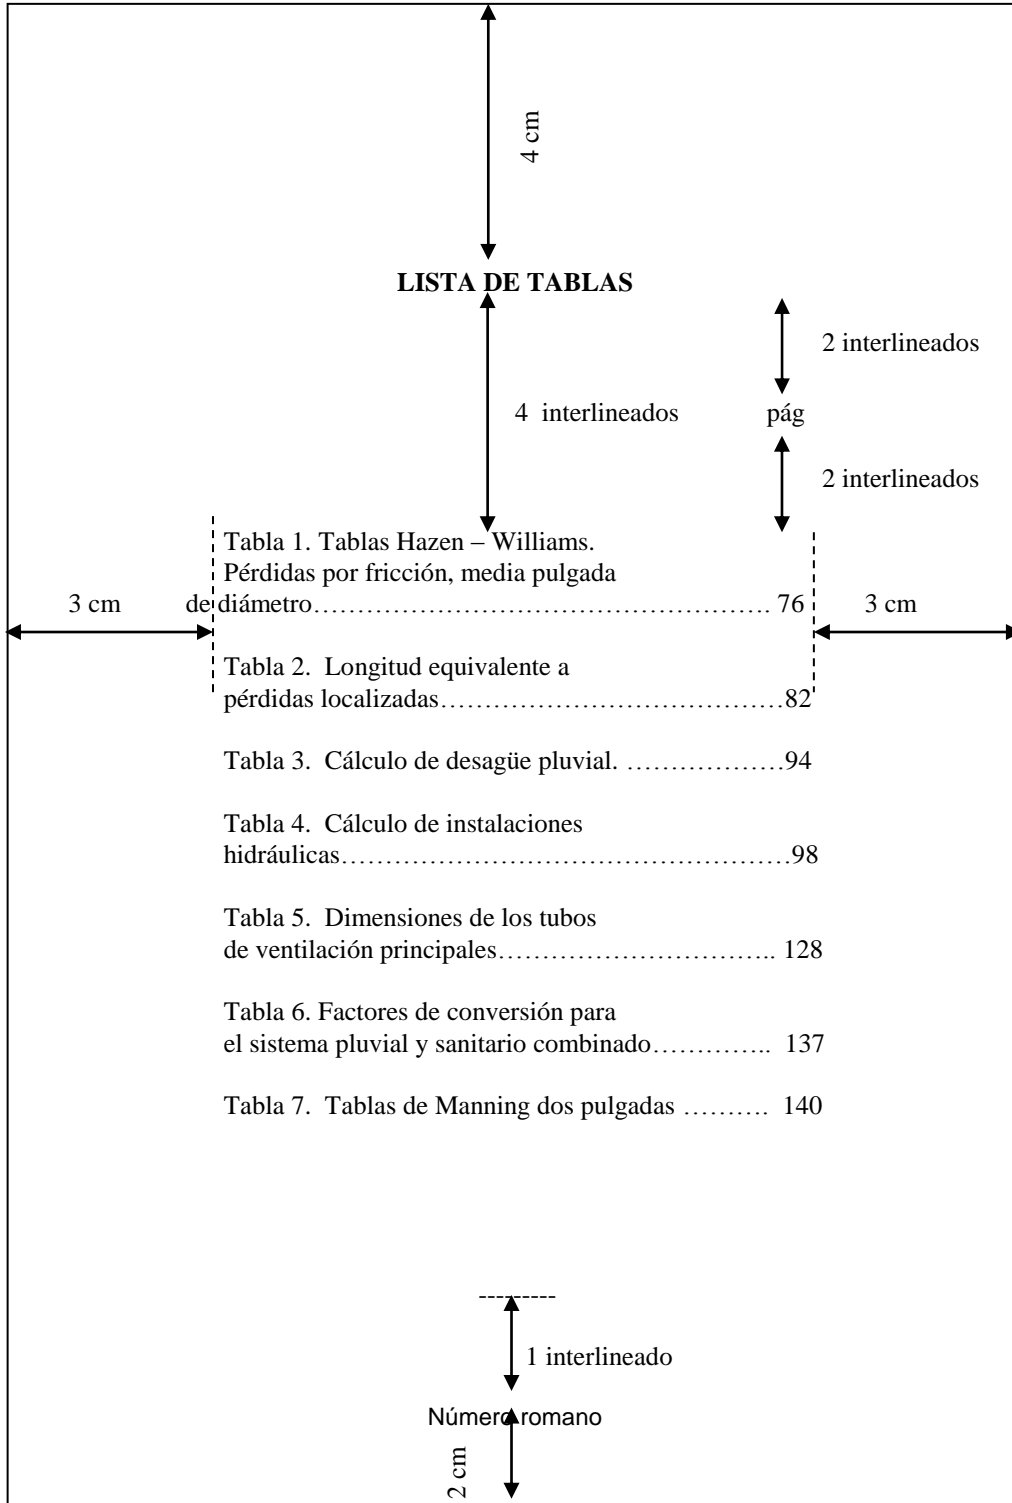 4 cm
LISTA DE TABLAS
2 interlineados
4  interlineados
pág
2 interlineados
Tabla 1. Tablas Hazen – Williams.
Pérdidas por fricción, media pulgada
3 cm de diámetro……………………………………………. 76 3 cm
Tabla 2.  Longitud equivalente a
pérdidas localizadas…………………………………82
Tabla 3.  Cálculo de desagüe pluvial. ………………94
Tabla 4.  Cálculo de instalaciones
hidráulicas……………………………………………98
Tabla 5.  Dimensiones de los tubos
de ventilación principales………………………….. 128
Tabla 6. Factores de conversión para
el sistema pluvial y sanitario combinado…………..  137
Tabla 7.  Tablas de Manning dos pulgadas ……….  140
---------
1 interlineado
Número romano
2 cm